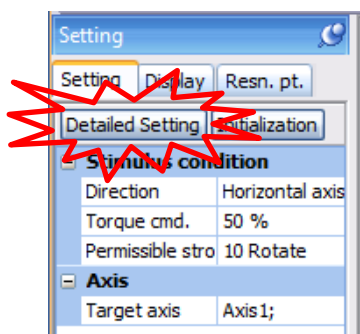 Setting
Setting Display Resn. pt.
Detailed Setting Initialization
Stimulus condition
Direction Horizontal axis
Torque cmd. 50 %
Permissible stro 10 Rotate
Axis
Target axis Axis1;